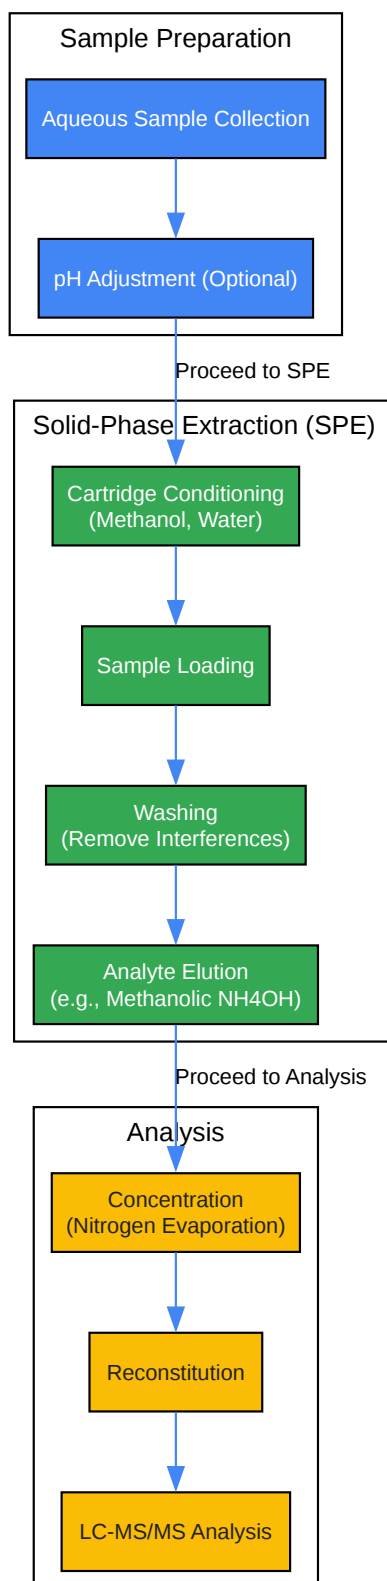 Sample Preparation
Aqueous Sample Collection
pH Adjustment (Optional)
Proceed to SPE
Solid-Phase Extraction (SPE)
Cartridge Conditioning
(Methanol, Water)
Sample Loading
Washing
(Remove Interferences)
Analyte Elution
(e.g., Methanolic NH4OH)
Proceed to Analysis
Analysis
Concentration
(Nitrogen Evaporation)
Reconstitution
LC-MS/MS Analysis